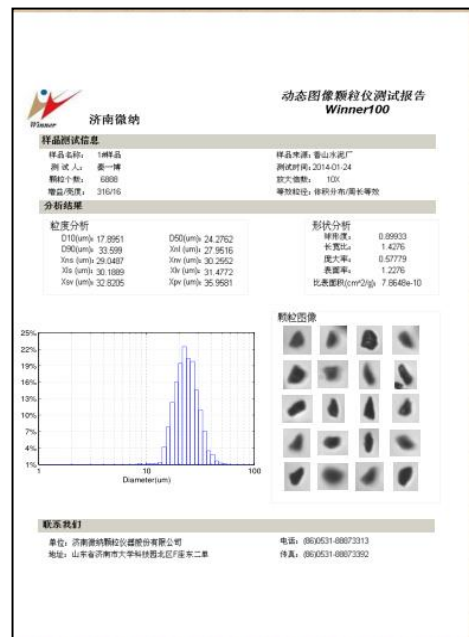 动态图像颗粒仪测试报告
Winner100
Winner
济南微纳
样品测试信息
样品名称: 1#样品
样品来源: 香山水泥厂
测 试 人: 秦一博
测试时间: 2014-01-24
颗粒个数: 6888
放大倍数: 10X
增益/亮度: 316/16
等效粒径: 体积分布/周长等效
分析结果
粒度分析
形状分析
D10(um): 17.8951
D50(um): 24.2762
球形度: 0.89933
D90(um): 33.599
Xnl (um): 27.9516
长宽比: 1.4276
Xns (um): 29.0487
Xnv (um): 30.2552
庞大率: 0.57779
Xls (um): 30.1889
Xlv (um): 31.4772
表面率: 1.2276
Xsv (um): 32.8205
Xpv (um): 35.9581
比表面积(cm^2/g): 7.8648e-10
颗粒图像
25%
22%
19%
16%
13%
10%
7%
4%
1%
1
10
100
Diameter(um)
联系我们
单位: 济南微纳颗粒仪器股份有限公司
电话: (86)0531-88873313
地址: 山东省济南市大学科技园北区F座东二单
传真: (86)0531-88873392